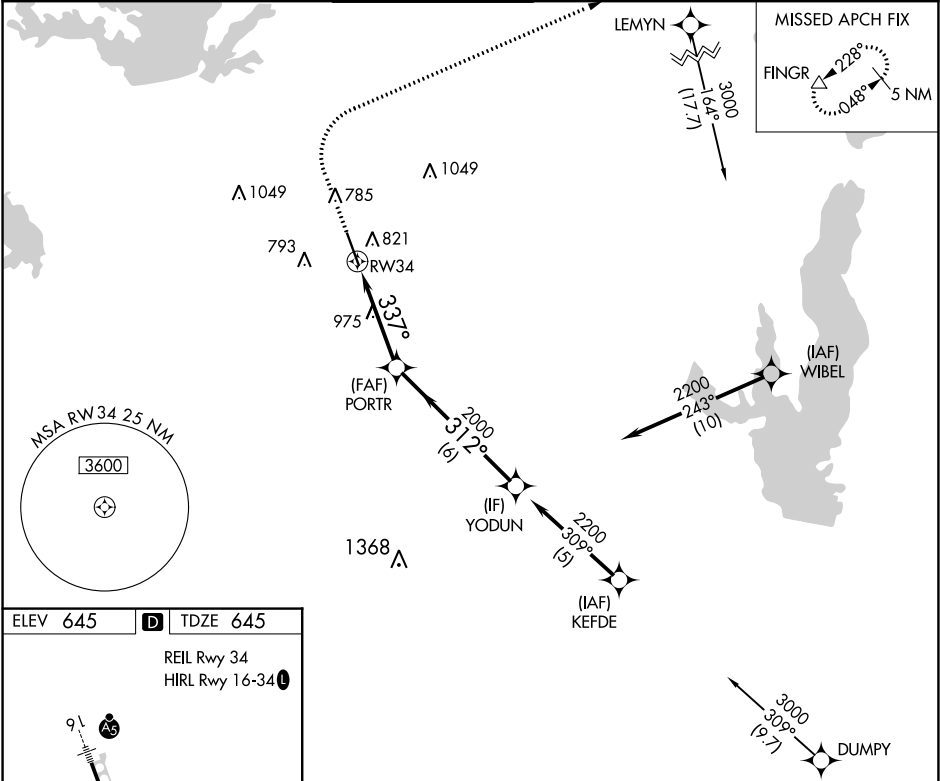 LEMYN
3000
164°
(17.7)
MISSED APCH FIX
FINGR
228°
048°
5 NM
1049
785
1049
793
821
RW34
975
337°
(FAF)
PORTR
2000
312°
(6)
(IF)
YODUN
2200
309°
(5)
(IAF)
KEFDE
(IAF)
WIBEL
2200
243°
(10)
MSA RW34 25 NM
3600
1368
3000
309°
(9.7)
DUMPY
ELEV 645 D TDZE 645
REIL Rwy 34
HIRL Rwy 16-34 L
16
A5